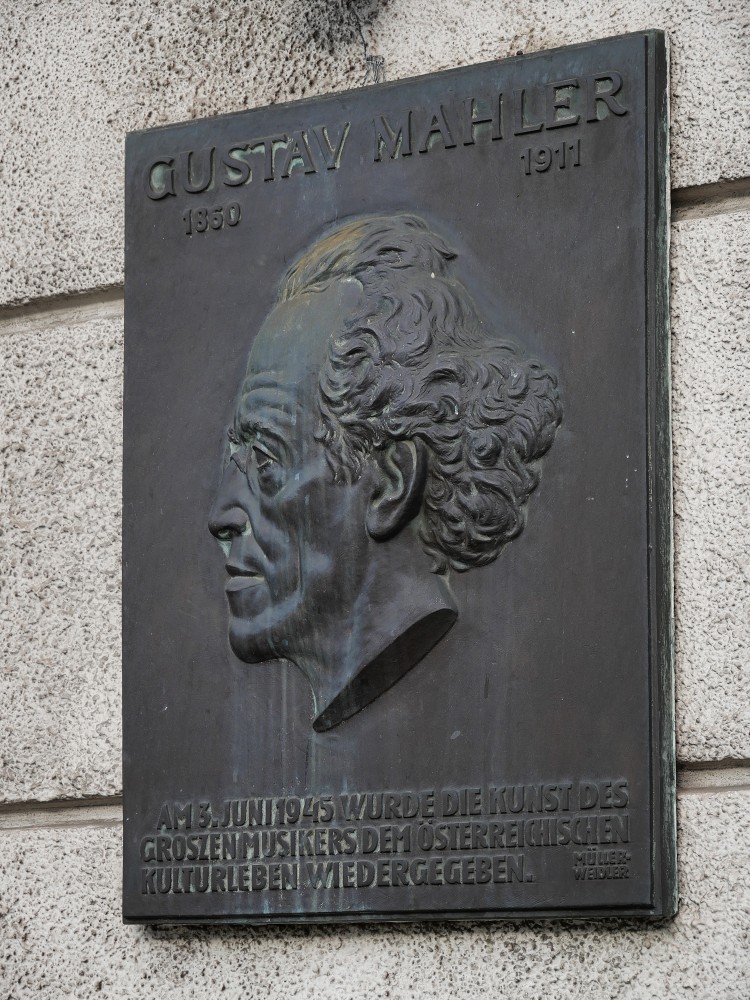 GUSTAV MAHLER
1860 1911
AM 3. JUNI 1945 WURDE DIE KUNST DES
GROSZEN MUSIKERS DEM ÖSTERREICHISCHEN
KULTURLEBEN WIEDERGEGEBEN.
MÜLLER-
WEIDLER